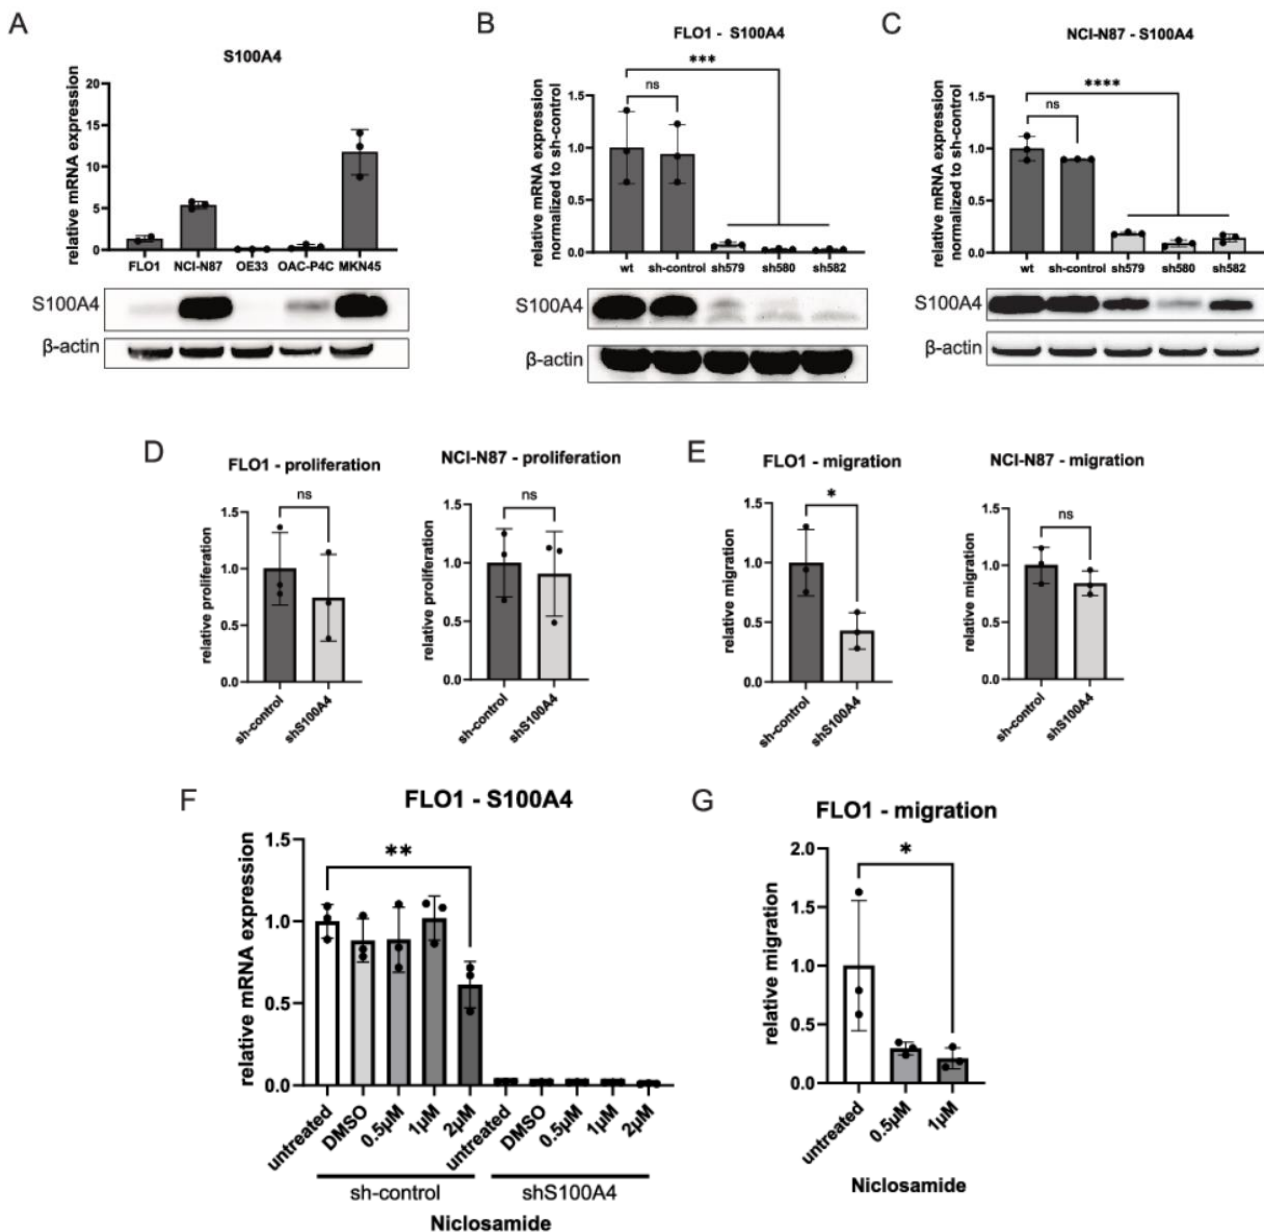 A
S100A4
relative mRNA expression
20
15
10
5
0
FLO1 NCI-N87 OE33 OAC-P4C MKN45
S100A4
β-actin
B
FLO1 - S100A4
***
ns
relative mRNA expression
normalized to sh-control
1.5
1.0
0.5
0.0
wt sh-control sh579 sh580 sh582
S100A4
β-actin
C
NCI-N87 - S100A4
****
ns
relative mRNA expression
normalized to sh-control
1.5
1.0
0.5
0.0
wt sh-control sh579 sh580 sh582
S100A4
β-actin
D
FLO1 - proliferation
ns
relative proliferation
1.5
1.0
0.5
0.0
sh-control
shS100A4
NCI-N87 - proliferation
ns
relative proliferation
1.5
1.0
0.5
0.0
sh-control
shS100A4
E
FLO1 - migration
*
relative migration
1.5
1.0
0.5
0.0
sh-control
shS100A4
NCI-N87 - migration
ns
relative migration
1.5
1.0
0.5
0.0
sh-control
shS100A4
F
FLO1 - S100A4
**
relative mRNA expression
1.5
1.0
0.5
0.0
untreated
DMSO
0.5μM
1μM
2μM
untreated
DMSO
0.5μM
1μM
2μM
sh-control shS100A4
Niclosamide
G
FLO1 - migration
*
relative migration
2.0
1.5
1.0
0.5
0.0
untreated
0.5μM
1μM
Niclosamide